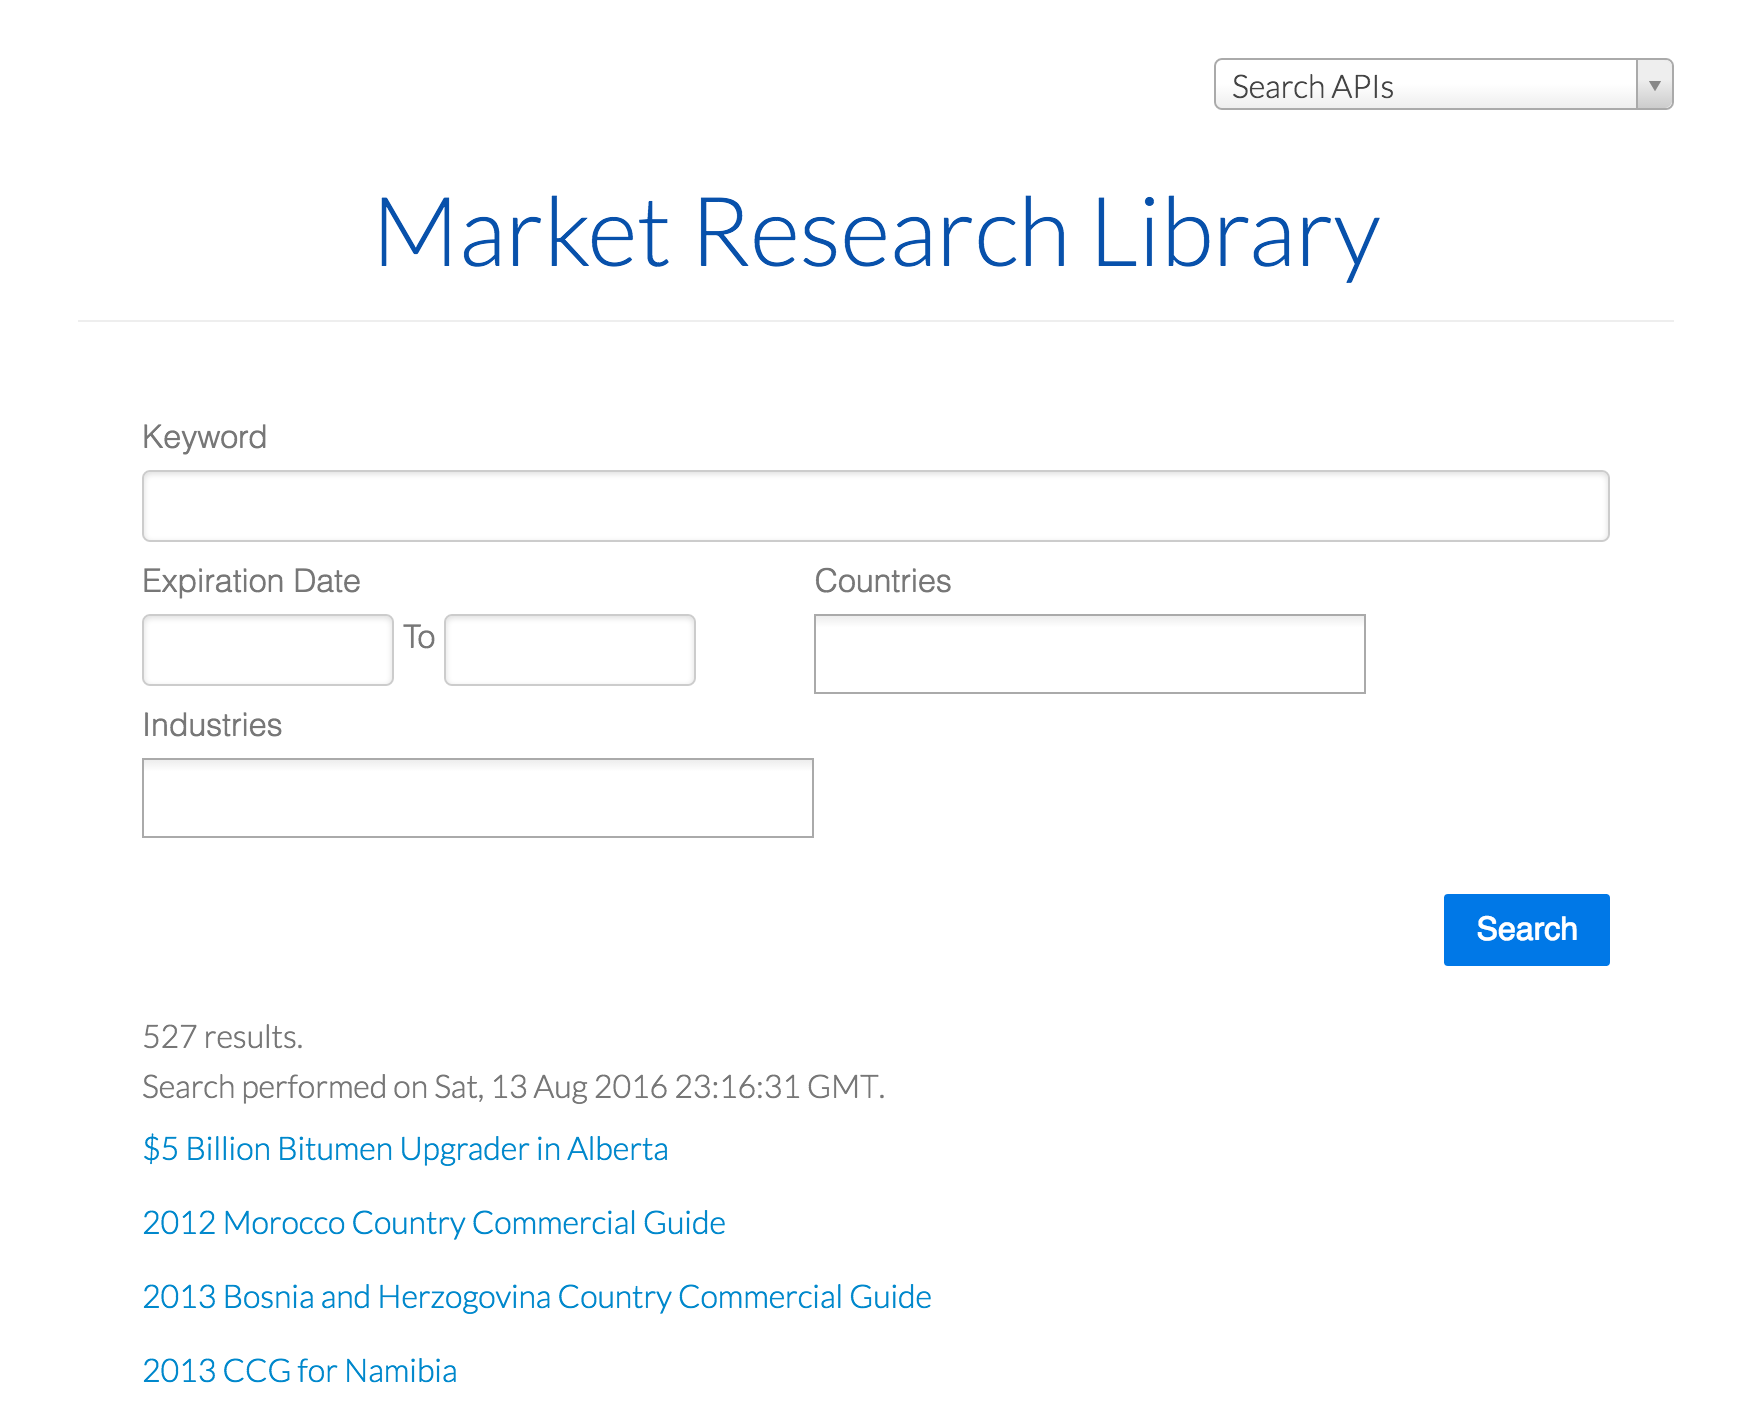 Search APIs
Market Research Library
Keyword
Expiration Date
Countries
To
Industries
Search
527 results.
Search performed on Sat, 13 Aug 2016 23:16:31 GMT.
$5 Billion Bitumen Upgrader in Alberta
2012 Morocco Country Commercial Guide
2013 Bosnia and Herzogovina Country Commercial Guide
2013 CCG for Namibia